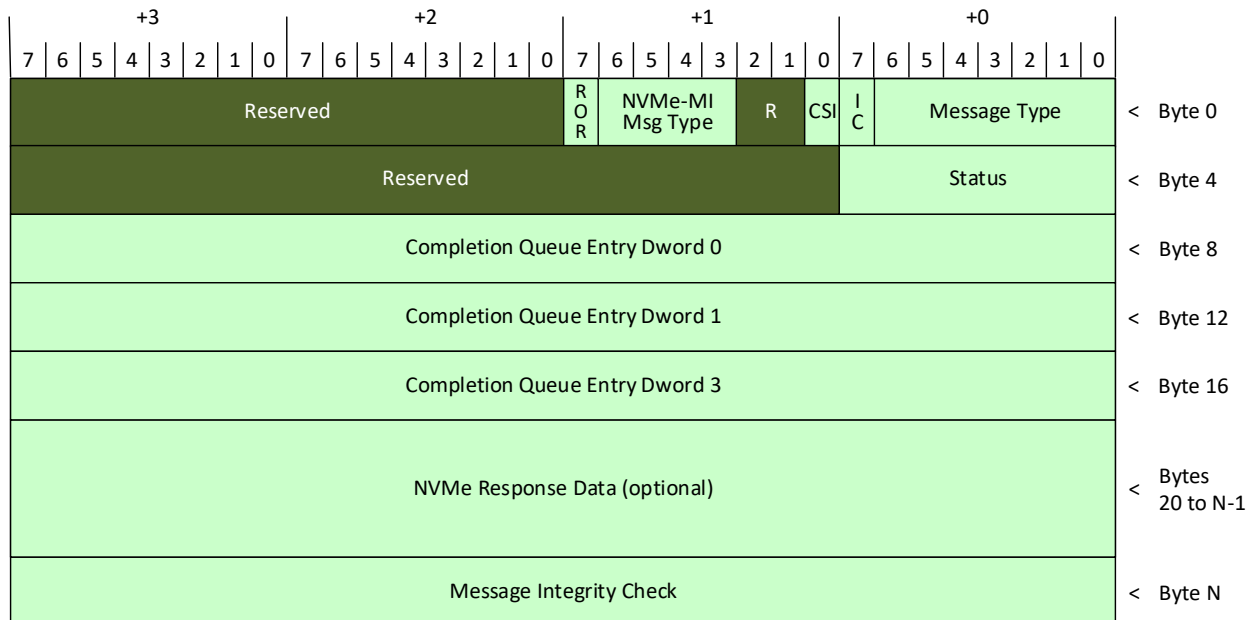 +3 +2 +1 +0
7 6 5 4 3 2 1 0 7 6 5 4 3 2 1 0 7 6 5 4 3 2 1 0 7 6 5 4 3 2 1 0
Reserved
R
O
R
NVMe-MI
Msg Type
R
CSI
I
C
Message Type
< Byte 0
Reserved
Status
< Byte 4
Completion Queue Entry Dword 0
< Byte 8
Completion Queue Entry Dword 1
< Byte 12
Completion Queue Entry Dword 3
< Byte 16
NVMe Response Data (optional)
< Bytes
20 to N-1
Message Integrity Check
< Byte N